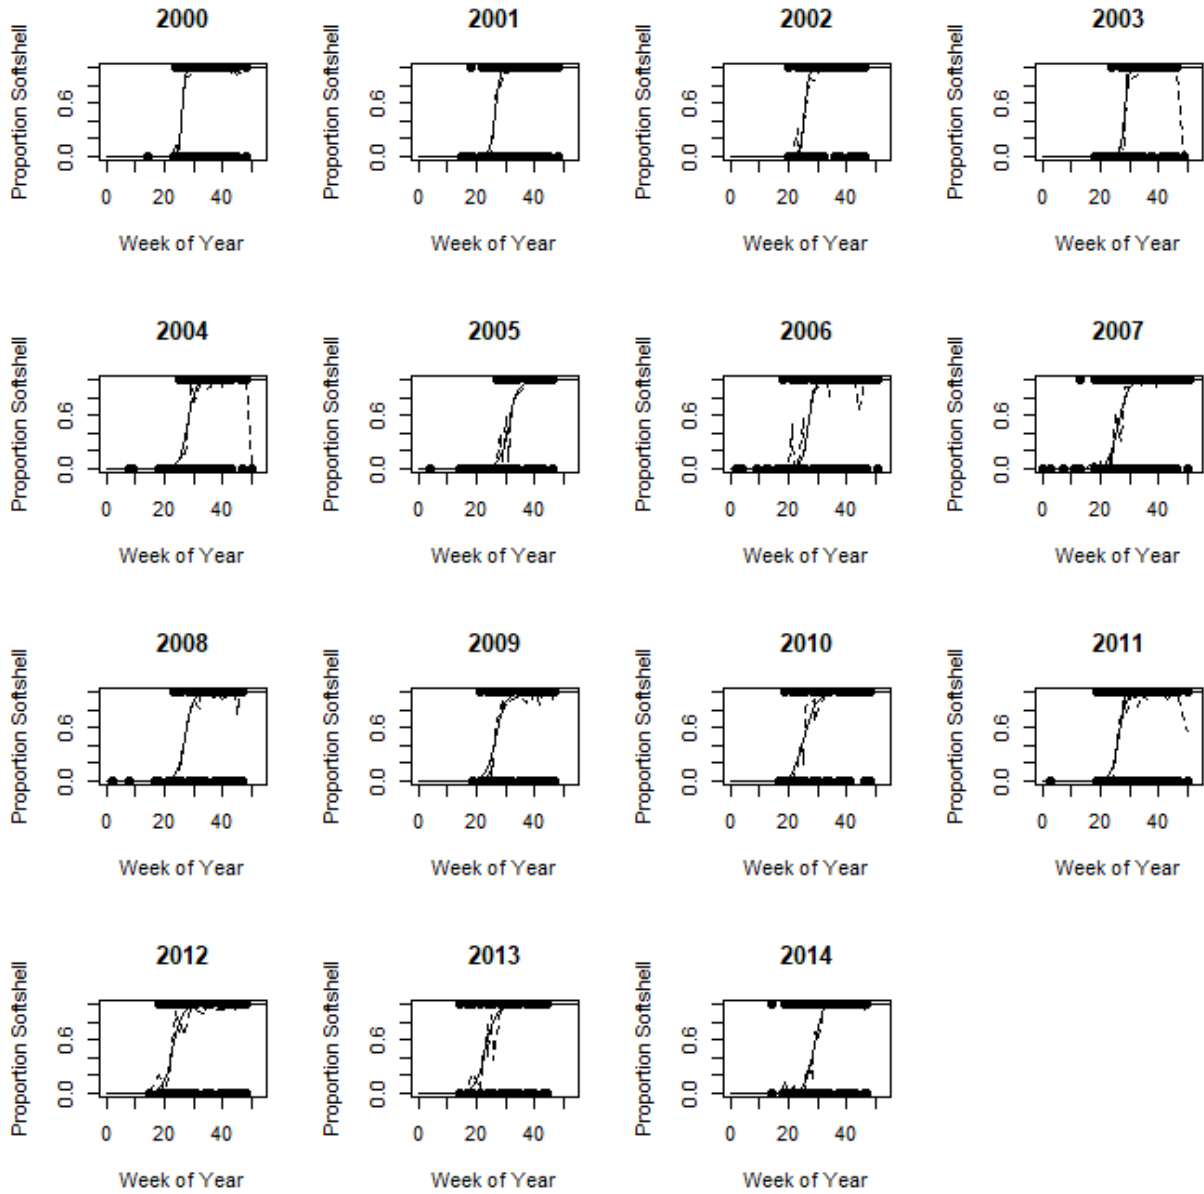 2000 2001 2002 2003
Proportion Softshell Proportion Softshell Proportion Softshell Proportion Softshell
0.6 0.6 0.6 0.6
0.0 0.0 0.0 0.0
0 20 40 0 20 40 0 20 40 0 20 40
Week of Year Week of Year Week of Year Week of Year
2004 2005 2006 2007
Proportion Softshell Proportion Softshell Proportion Softshell Proportion Softshell
0.6 0.6 0.6 0.6
0.0 0.0 0.0 0.0
0 20 40 0 20 40 0 20 40 0 20 40
Week of Year Week of Year Week of Year Week of Year
2008 2009 2010 2011
Proportion Softshell Proportion Softshell Proportion Softshell Proportion Softshell
0.6 0.6 0.6 0.6
0.0 0.0 0.0 0.0
0 20 40 0 20 40 0 20 40 0 20 40
Week of Year Week of Year Week of Year Week of Year
2012 2013 2014
Proportion Softshell Proportion Softshell Proportion Softshell
0.6 0.6 0.6
0.0 0.0 0.0
0 20 40 0 20 40 0 20 40
Week of Year Week of Year Week of Year